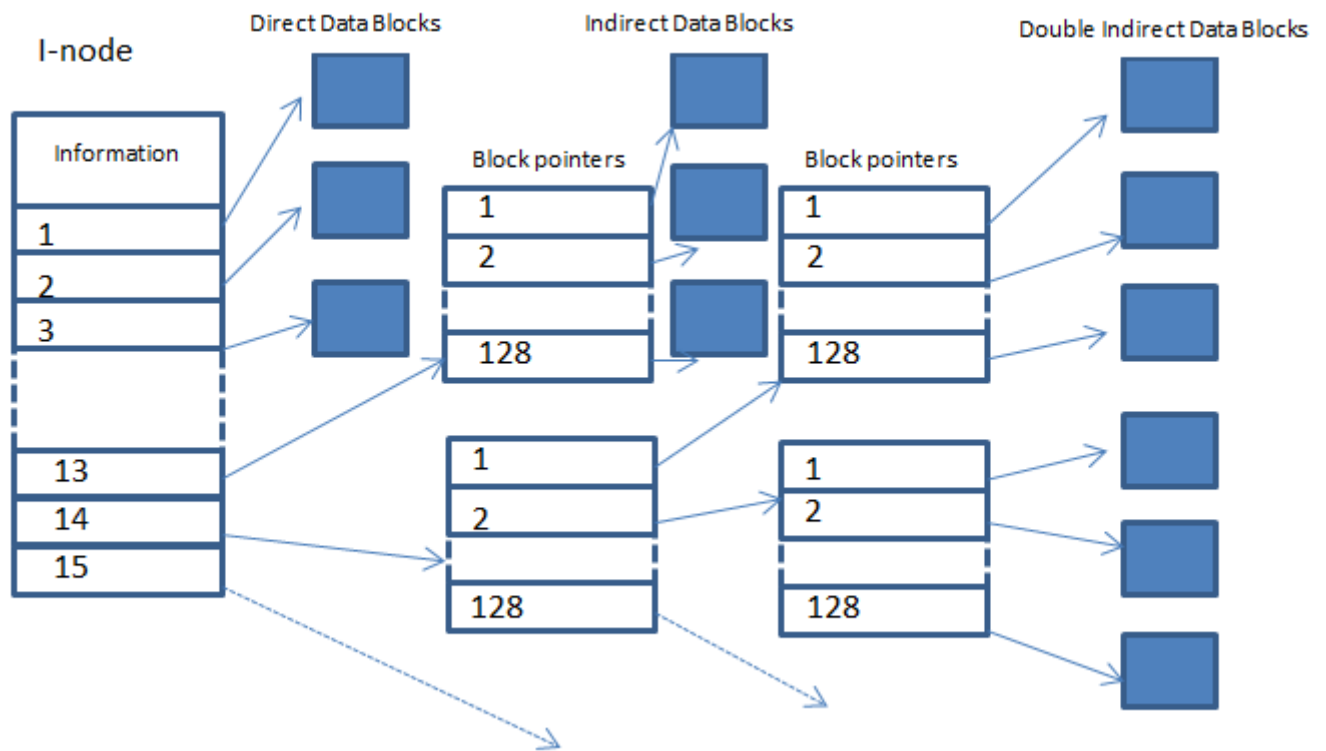 I-node
Direct Data Blocks
Indirect Data Blocks
Double Indirect Data Blocks
Information
1
2
3
13
14
15
Block pointers
1
2
128
1
2
128
Block pointers
1
2
128
1
2
128